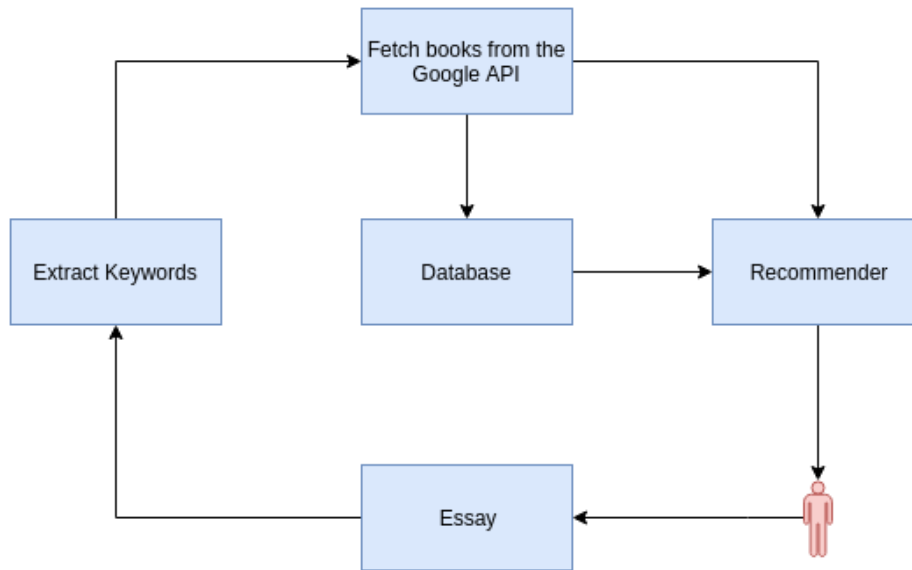 Fetch books from the
Google API
Extract Keywords
Database
Recommender
Essay